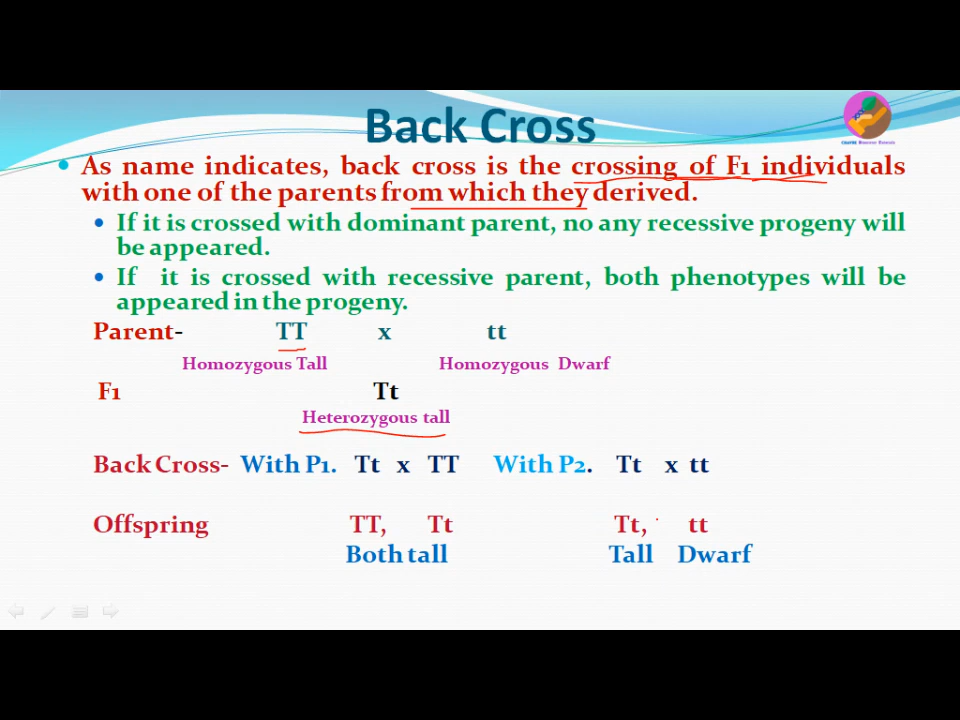 Back Cross
• As name indicates, back cross is the crossing of F1 individuals
with one of the parents from which they derived.
• If it is crossed with dominant parent, no any recessive progeny will
be appeared.
• If it is crossed with recessive parent, both phenotypes will be
appeared in the progeny.
Parent- TT x tt
Homozygous Tall Homozygous Dwarf
F1 Tt
Heterozygous tall
Back Cross- With P1. Tt x TT With P2. Tt x tt
Offspring TT, Tt Tt, tt
Both tall Tall Dwarf